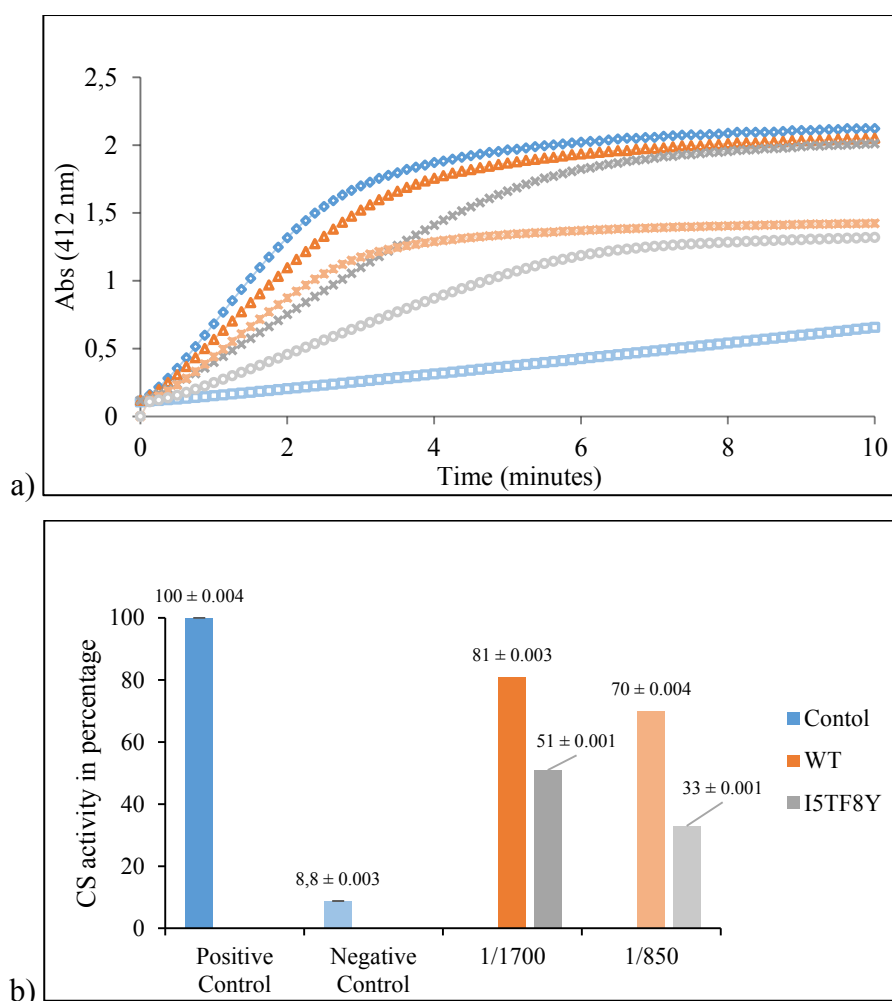 2,5
2
1,5
1
0,5
0
Abs (412 nm)
0 2 4 6 8 10
Time (minutes)
a)
100 ± 0.004
100
80
60
40
20
0
CS activity in percentage
8,8 ± 0.003
81 ± 0.003
51 ± 0.001
70 ± 0.004
33 ± 0.001
Contol
WT
I5TF8Y
Positive Negative 1/1700 1/850
Control Control
b)